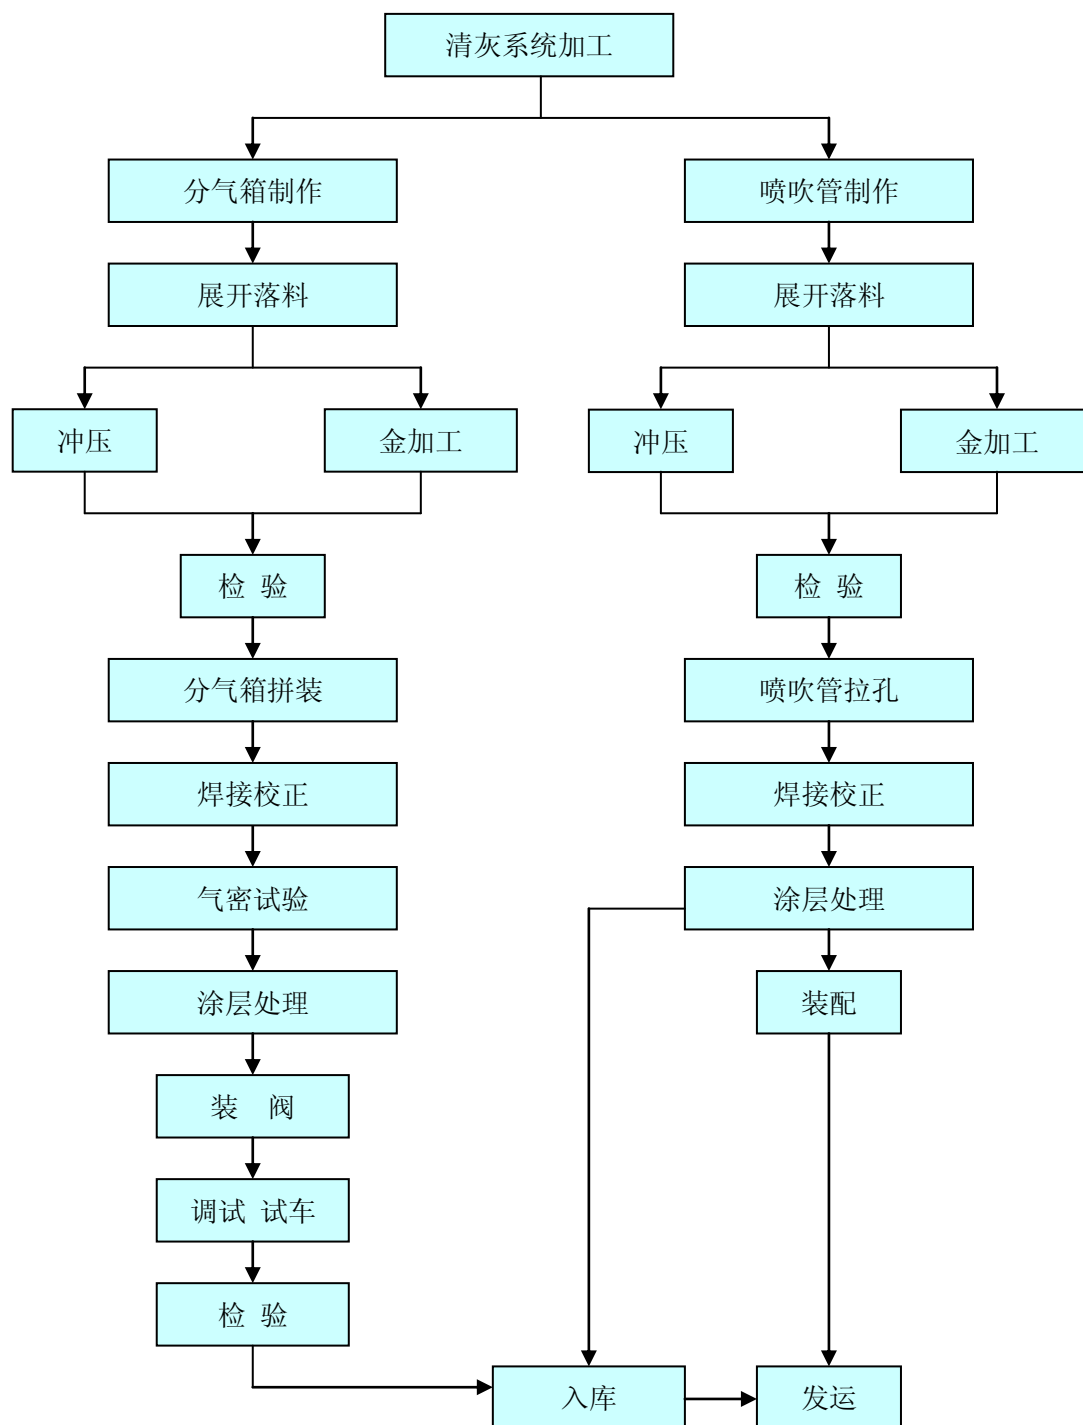 清灰系统加工
分气箱制作
喷吹管制作
展开落料
展开落料
冲压
金加工
冲压
金加工
检 验
检 验
分气箱拼装
喷吹管拉孔
焊接校正
焊接校正
气密试验
涂层处理
涂层处理
装配
装 阀
调试 试车
检 验
入库
发运